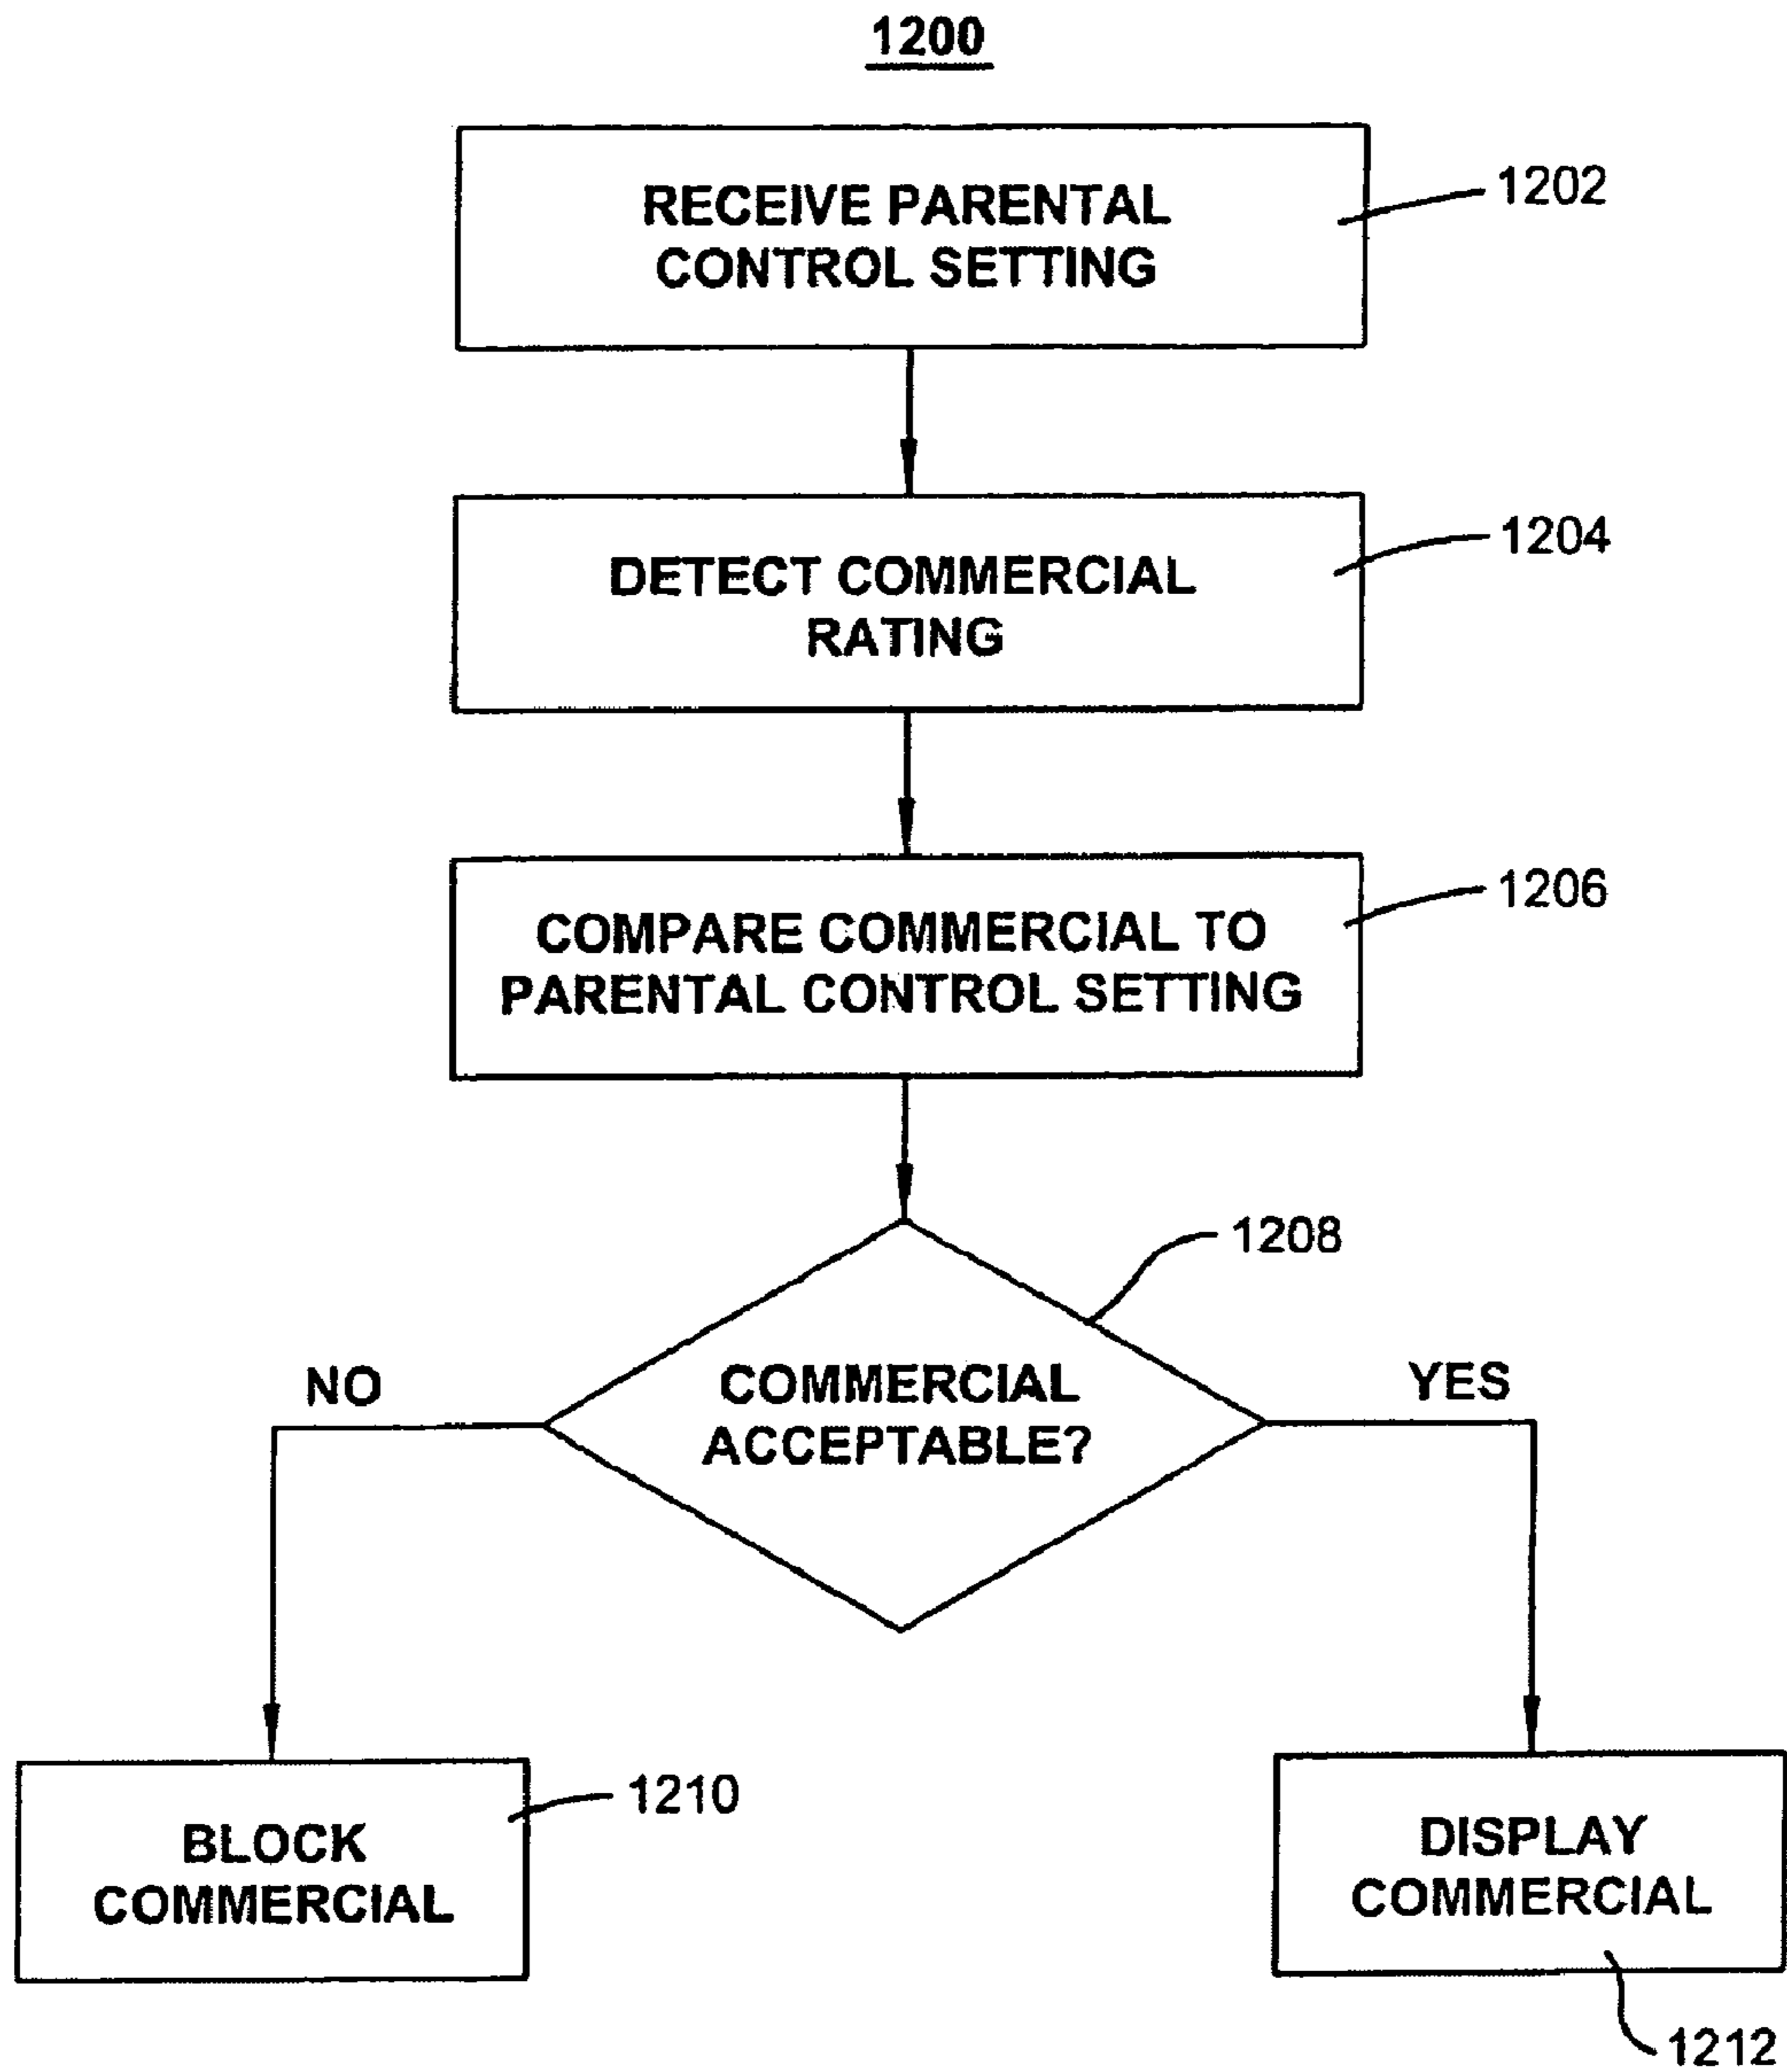 1200
RECEIVE PARENTAL
CONTROL SETTING
1202
DETECT COMMERCIAL
RATING
1204
COMPARE COMMERCIAL TO
PARENTAL CONTROL SETTING
1206
1208
COMMERCIAL
ACCEPTABLE?
NO
YES
BLOCK
COMMERCIAL
1210
DISPLAY
COMMERCIAL
1212